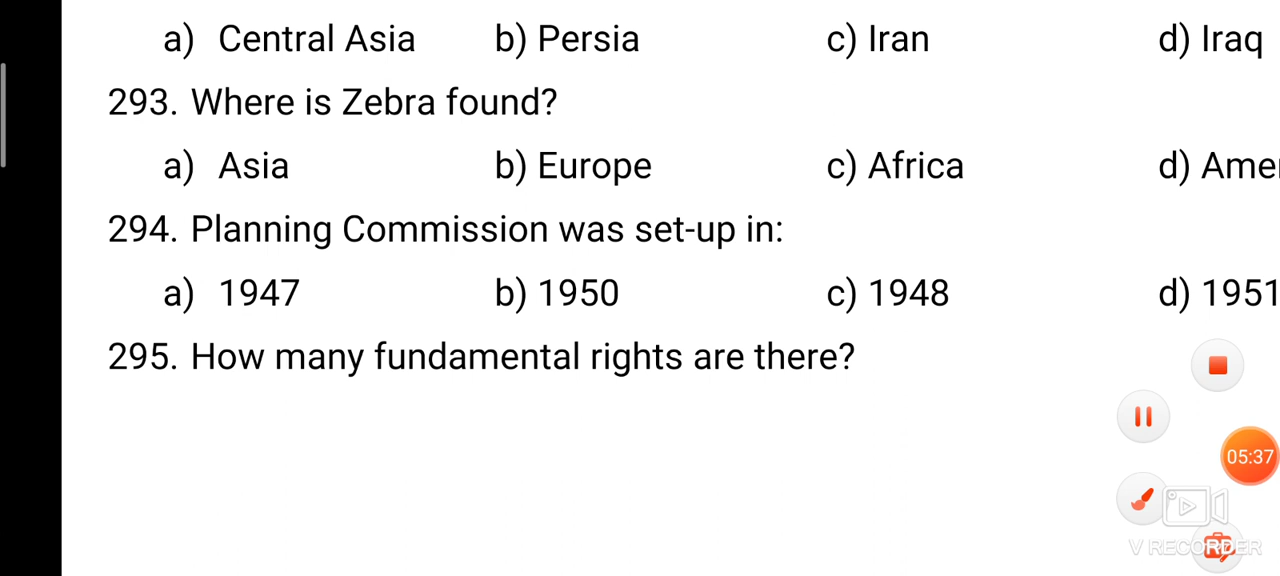 a) Central Asia b) Persia c) Iran d) Iraq
293. Where is Zebra found?
a) Asia b) Europe c) Africa d)
294. Planning Commission was set-up in:
a) 1947 b) 1950 c) 1948 d) 1951
295. How many fundamental rights are there?
05:37
V RECORDER